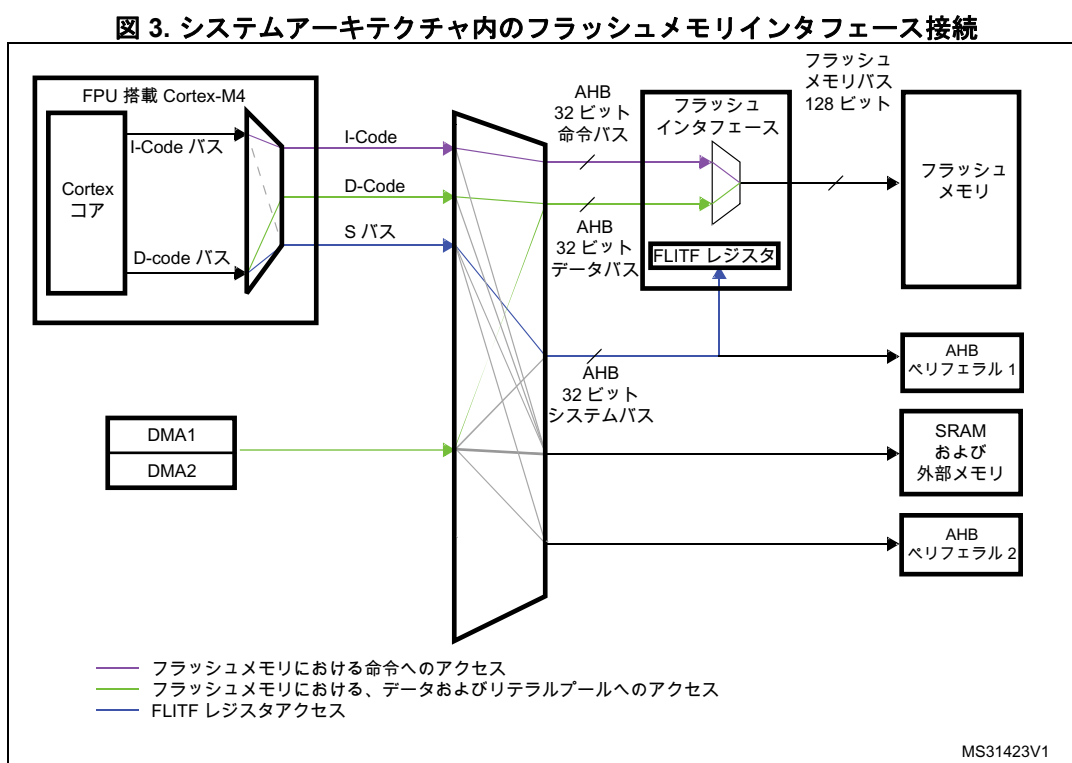 図 3. システムアーキテクチャ内のフラッシュメモリインタフェース接続
FPU 搭載 Cortex-M4
Cortex
コア
I-Code バス
D-code バス
I-Code
D-Code
S バス
DMA1
DMA2
AHB
32 ビット
命令バス
AHB
32 ビット
データバス
AHB
32 ビット
システムバス
フラッシュ
インタフェース
FLITF レジスタ
フラッシュ
メモリバス
128 ビット
フラッシュ
メモリ
AHB
ペリフェラル 1
SRAM
および
外部メモリ
AHB
ペリフェラル 2
フラッシュメモリにおける命令へのアクセス
フラッシュメモリにおける、データおよびリテラルプールへのアクセス
FLITF レジスタアクセス
MS31423V1